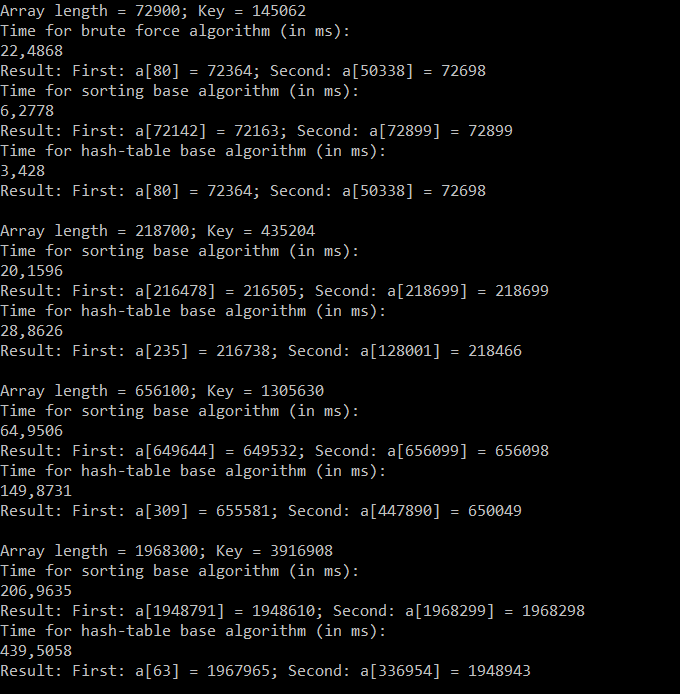 Array length = 72900; Key = 145062
Time for brute force algorithm (in ms):
22,4868
Result: First: a[80] = 72364; Second: a[50338] = 72698
Time for sorting base algorithm (in ms):
6,2778
Result: First: a[72142] = 72163; Second: a[72899] = 72899
Time for hash-table base algorithm (in ms):
3,428
Result: First: a[80] = 72364; Second: a[50338] = 72698
Array length = 218700; Key = 435204
Time for sorting base algorithm (in ms):
20,1596
Result: First: a[216478] = 216505; Second: a[218699] = 218699
Time for hash-table base algorithm (in ms):
28,8626
Result: First: a[235] = 216738; Second: a[128001] = 218466
Array length = 656100; Key = 1305630
Time for sorting base algorithm (in ms):
64,9506
Result: First: a[649644] = 649532; Second: a[656099] = 656098
Time for hash-table base algorithm (in ms):
149,8731
Result: First: a[309] = 655581; Second: a[447890] = 650049
Array length = 1968300; Key = 3916908
Time for sorting base algorithm (in ms):
206,9635
Result: First: a[1948791] = 1948610; Second: a[1968299] = 1968298
Time for hash-table base algorithm (in ms):
439,5058
Result: First: a[63] = 1967965; Second: a[336954] = 1948943